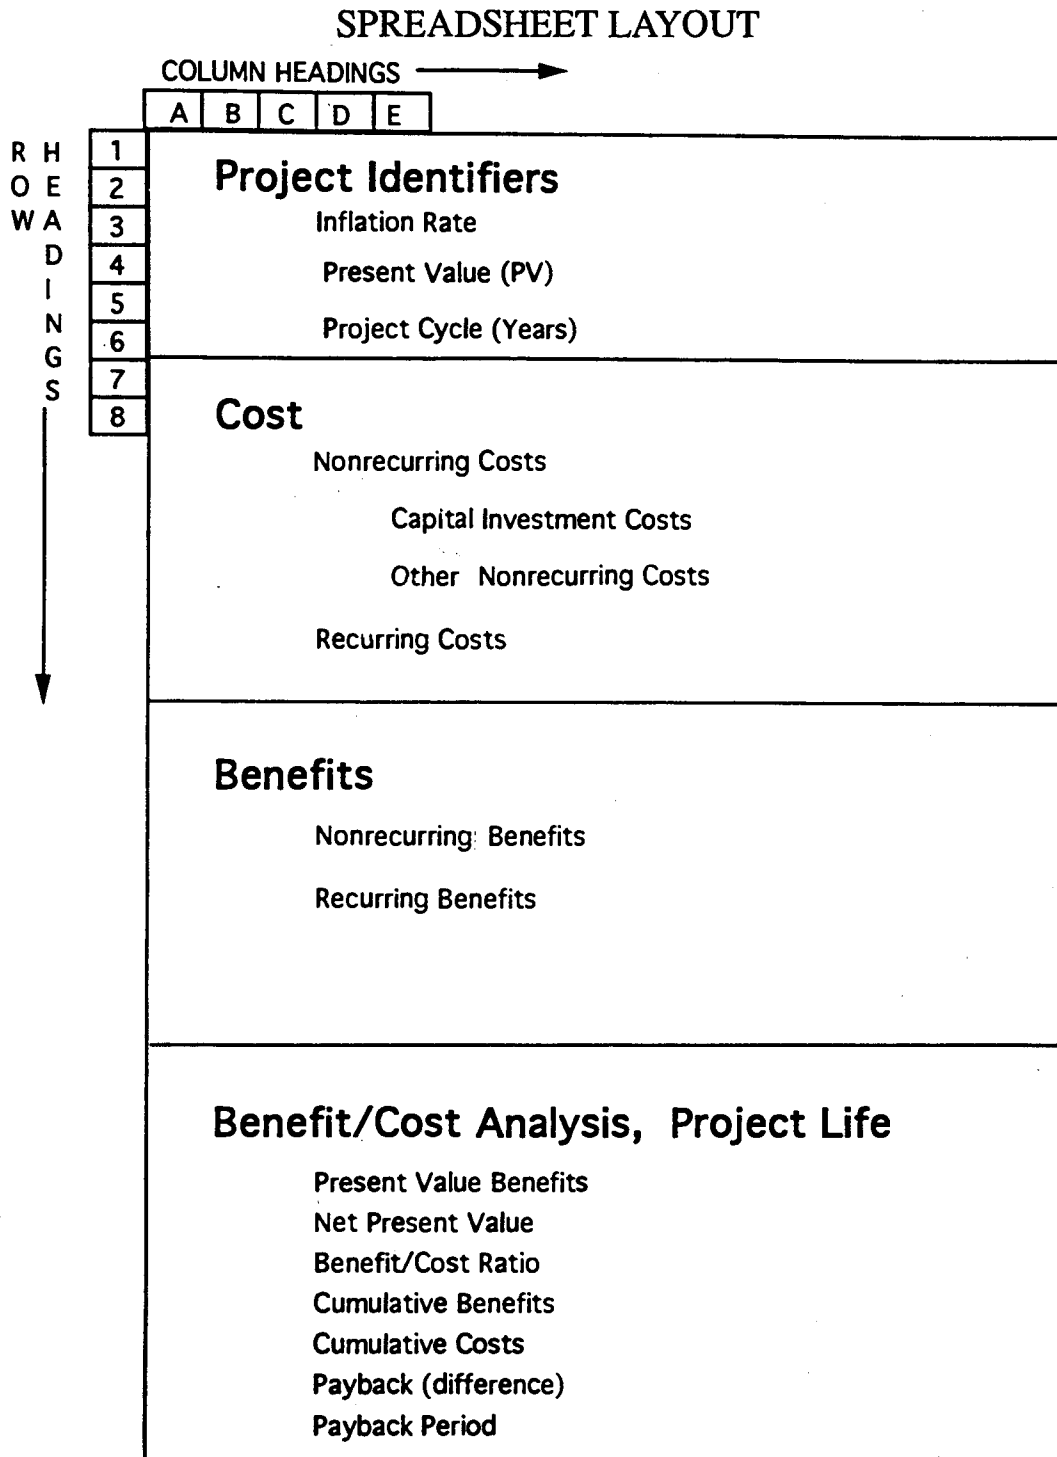 SPREADSHEET LAYOUT
COLUMN HEADINGS
A B C D E
ROW HEADINGS
1
2
3
4
5
6
7
8
Project Identifiers
Inflation Rate
Present Value (PV)
Project Cycle (Years)
Cost
Nonrecurring Costs
Capital Investment Costs
Other Nonrecurring Costs
Recurring Costs
Benefits
Nonrecurring Benefits
Recurring Benefits
Benefit/Cost Analysis, Project Life
Present Value Benefits
Net Present Value
Benefit/Cost Ratio
Cumulative Benefits
Cumulative Costs
Payback (difference)
Payback Period